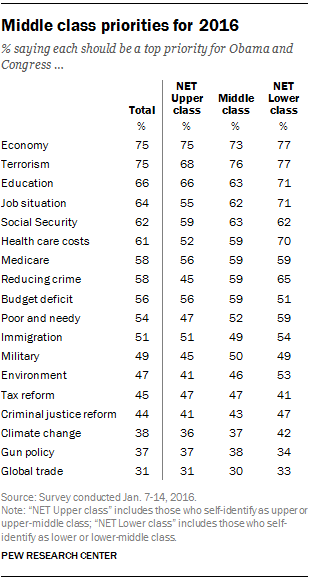 Middle class priorities for 2016
% saying each should be a top priority for Obama and
Congress ...
Total NET Upper class Middle class NET Lower class
% % % %
Economy 75 75 73 77
Terrorism 75 68 76 77
Education 66 66 63 71
Job situation 64 55 62 71
Social Security 62 59 63 62
Health care costs 61 52 59 70
Medicare 58 56 59 59
Reducing crime 58 45 59 65
Budget deficit 56 56 59 51
Poor and needy 54 47 52 59
Immigration 51 51 49 54
Military 49 45 50 49
Environment 47 41 46 53
Tax reform 45 47 47 41
Criminal justice reform 44 41 43 47
Climate change 38 36 37 42
Gun policy 37 37 38 34
Global trade 31 31 30 33
Source: Survey conducted Jan. 7-14, 2016.
Note: “NET Upper class” includes those who self-identify as upper or
upper-middle class; “NET Lower class” includes those who self-
identify as lower or lower-middle class.
PEW RESEARCH CENTER